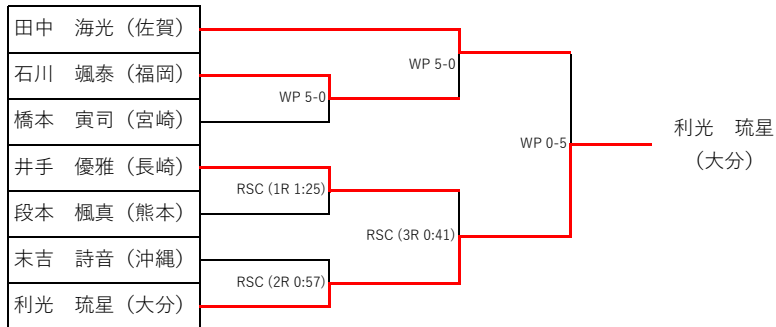 田中　海光（佐賀）
石川　颯泰（福岡）
橋本　寅司（宮崎）
井手　優雅（長崎）
段本　楓真（熊本）
末吉　詩音（沖縄）
利光　琉星（大分）
WP 5-0
RSC (1R 1:25)
RSC (2R 0:57)
WP 5-0
RSC (3R 0:41)
WP 0-5
利光　琉星
（大分）